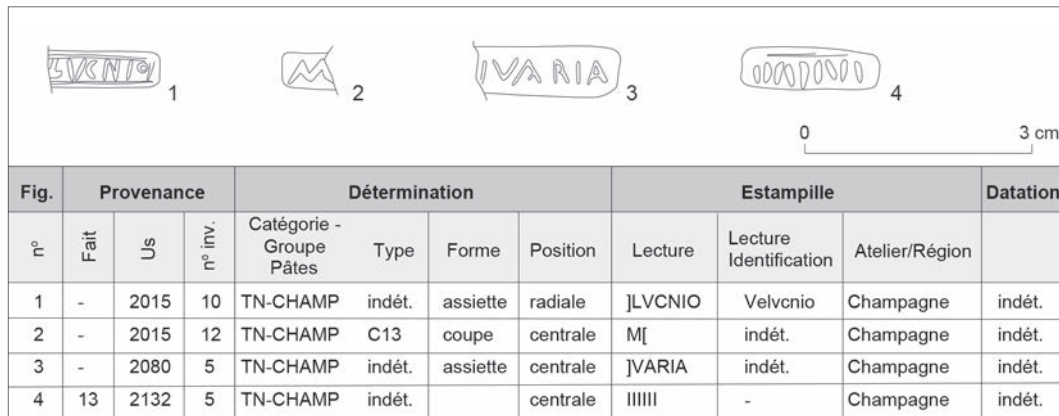 LVCNIO
1
M
2
IVARIA
3
4
0 3 cm
Fig. Provenance Détermination Estampille Datation
n° Fait Us n° inv. Catégorie - Groupe Pâtes Type Forme Position Lecture Lecture Identification Atelier/Région
1 - 2015 10 TN-CHAMP indét. assiette radiale ]LVCNIO Velvcnio Champagne indét.
2 - 2015 12 TN-CHAMP C13 coupe centrale M[ indét. Champagne indét.
3 - 2080 5 TN-CHAMP indét. assiette centrale ]VARIA indét. Champagne indét.
4 13 2132 5 TN-CHAMP indét. centrale IIIIII - Champagne indét.